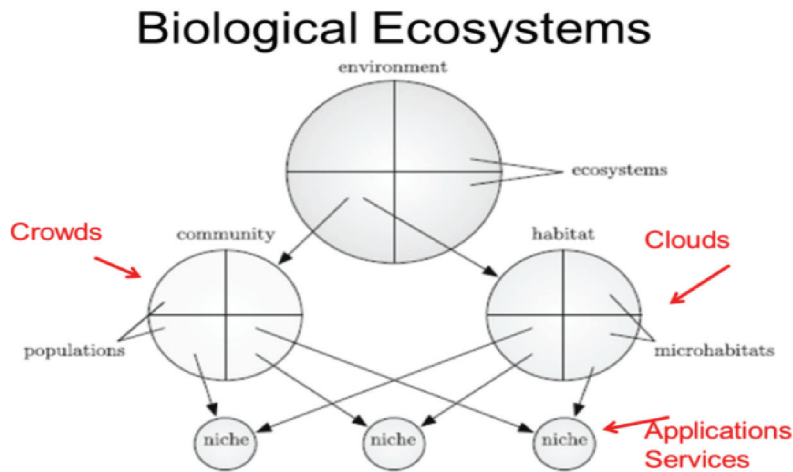 Biological Ecosystems
environment
ecosystems
Crowds
community
habitat
Clouds
populations
microhabitats
niche
niche
niche
Applications
Services